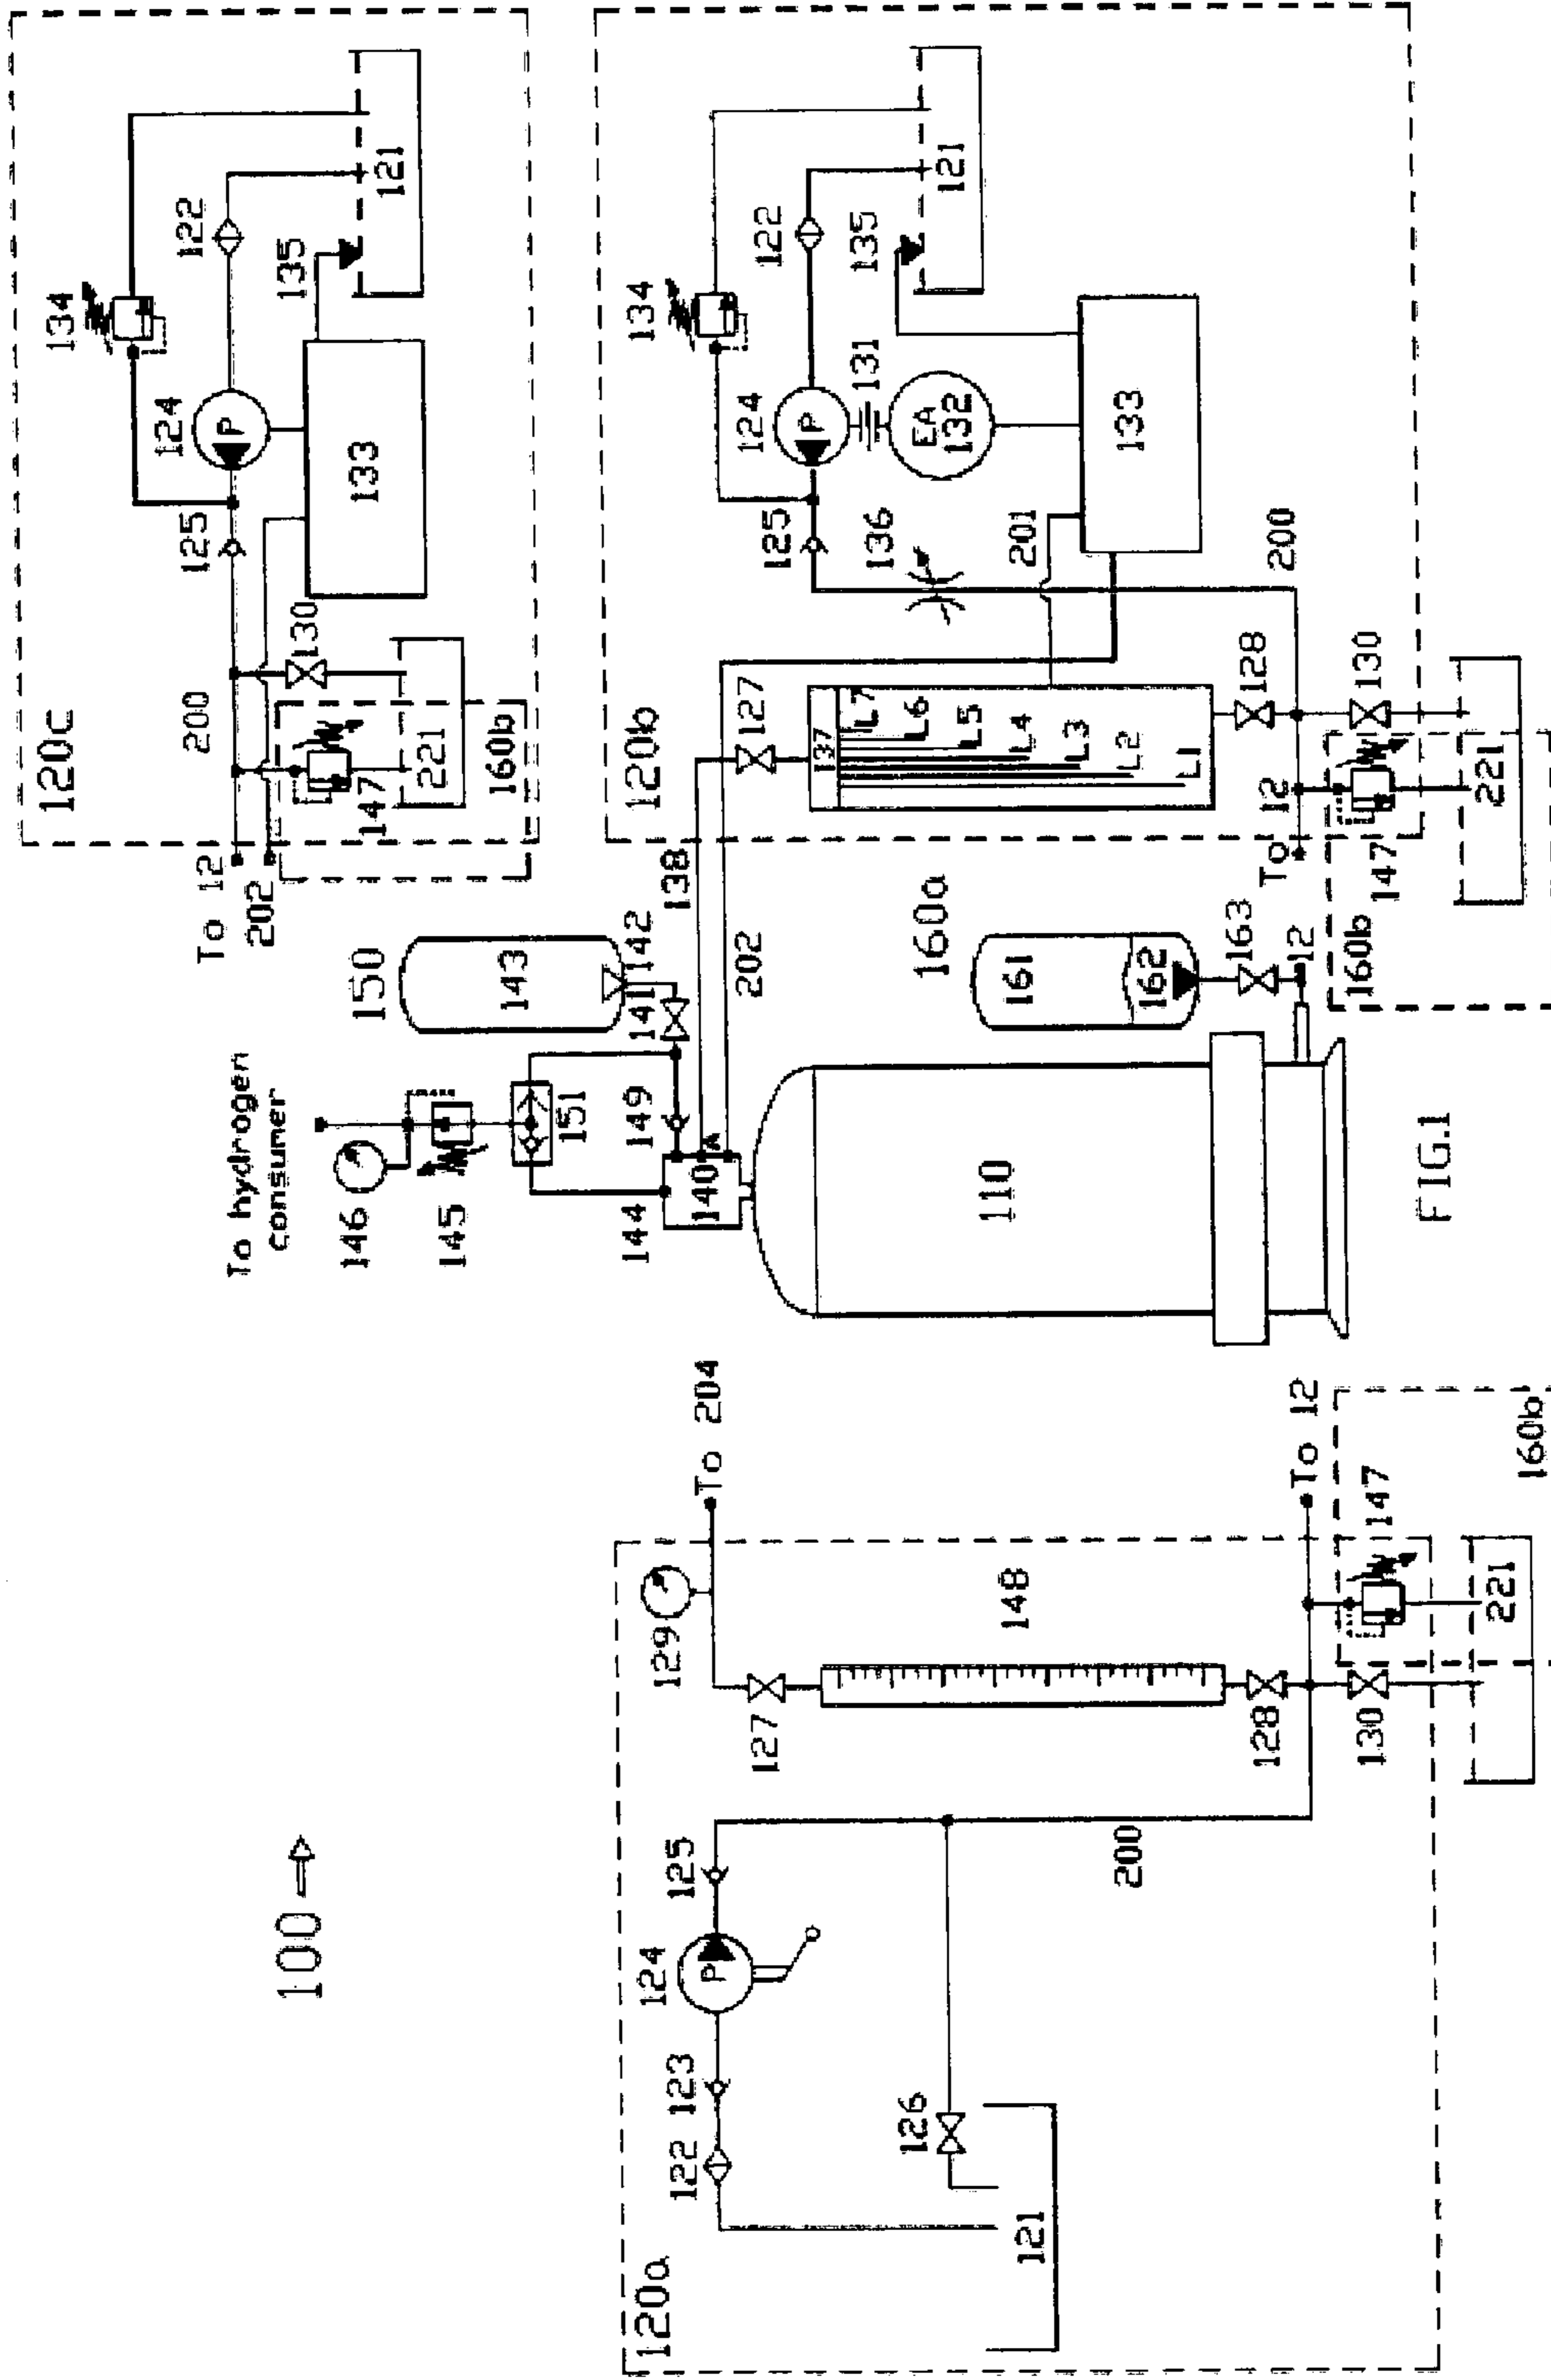 100
120a
122
123
124
P
125
126
121
200
129
To 204
127
148
128
To 12
130
147
221
160b
To hydrogen
consumer
146
145
144
151
149
140
A
150
143
142
141
138
202
110
160a
161
162
163
12
FIG.1
120c
134
122
124
P
125
135
121
133
130
200
To 12
202
147
221
160b
120b
134
122
124
P
125
135
121
131
EA
132
136
133
201
127
137
L7
L6
L5
L4
L3
L2
L1
128
200
To 12
130
147
221
160b